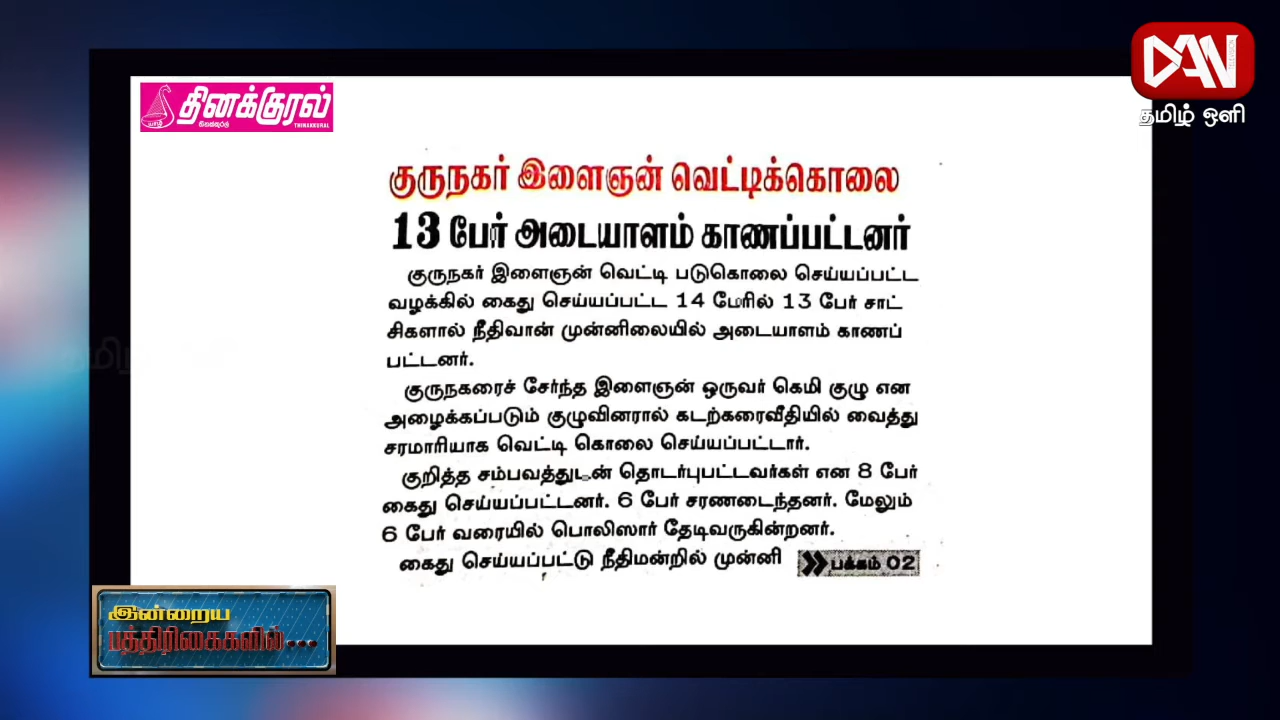 தினக்குரல்
யாழ்
THINAKKURAL
DAN
தமிழ் ஒளி
குருநகர் இளைஞன் வெட்டிக்கொலை
13 பேர் அடையாளம் காணப்பட்டனர்
குருநகர் இளைஞன் வெட்டி படுகொலை செய்யப்பட்ட
வழக்கில் கைது செய்யப்பட்ட 14 பேரில் 13 பேர் சாட்
சிகளால் நீதிவான் முன்னிலையில் அடையாளம் காணப்
பட்டனர்.
குருநகரைச் சேர்ந்த இளைஞன் ஒருவர் கெமி குழு என
அழைக்கப்படும் குழுவினரால் கடற்கரைவீதியில் வைத்து
சரமாரியாக வெட்டி கொலை செய்யப்பட்டார்.
குறித்த சம்பவத்துடன் தொடர்புபட்டவர்கள் என 8 பேர்
கைது செய்யப்பட்டனர். 6 பேர் சரணடைந்தனர். மேலும்
6 பேர் வரையில் பொலிஸார் தேடிவருகின்றனர்.
கைது செய்யப்பட்டு நீதிமன்றில் முன்னி பக்கம் 02
தமிழ்
இன்றைய
பத்திரிகைகளில்...